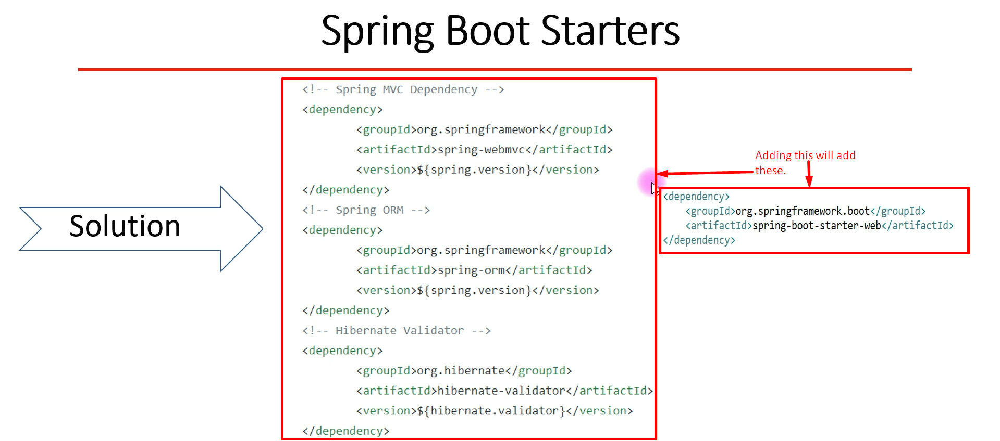 Spring Boot Starters
<!-- Spring MVC Dependency -->
<dependency>
<groupId>org.springframework</groupId>
<artifactId>spring-webmvc</artifactId>
<version>${spring.version}</version>
</dependency>
<!-- Spring ORM -->
<dependency>
<groupId>org.springframework</groupId>
<artifactId>spring-orm</artifactId>
<version>${spring.version}</version>
</dependency>
<!-- Hibernate Validator -->
<dependency>
<groupId>org.hibernate</groupId>
<artifactId>hibernate-validator</artifactId>
<version>${hibernate.validator}</version>
</dependency>
Solution
Adding this will add
these.
<dependency>
<groupId>org.springframework.boot</groupId>
<artifactId>spring-boot-starter-web</artifactId>
</dependency>